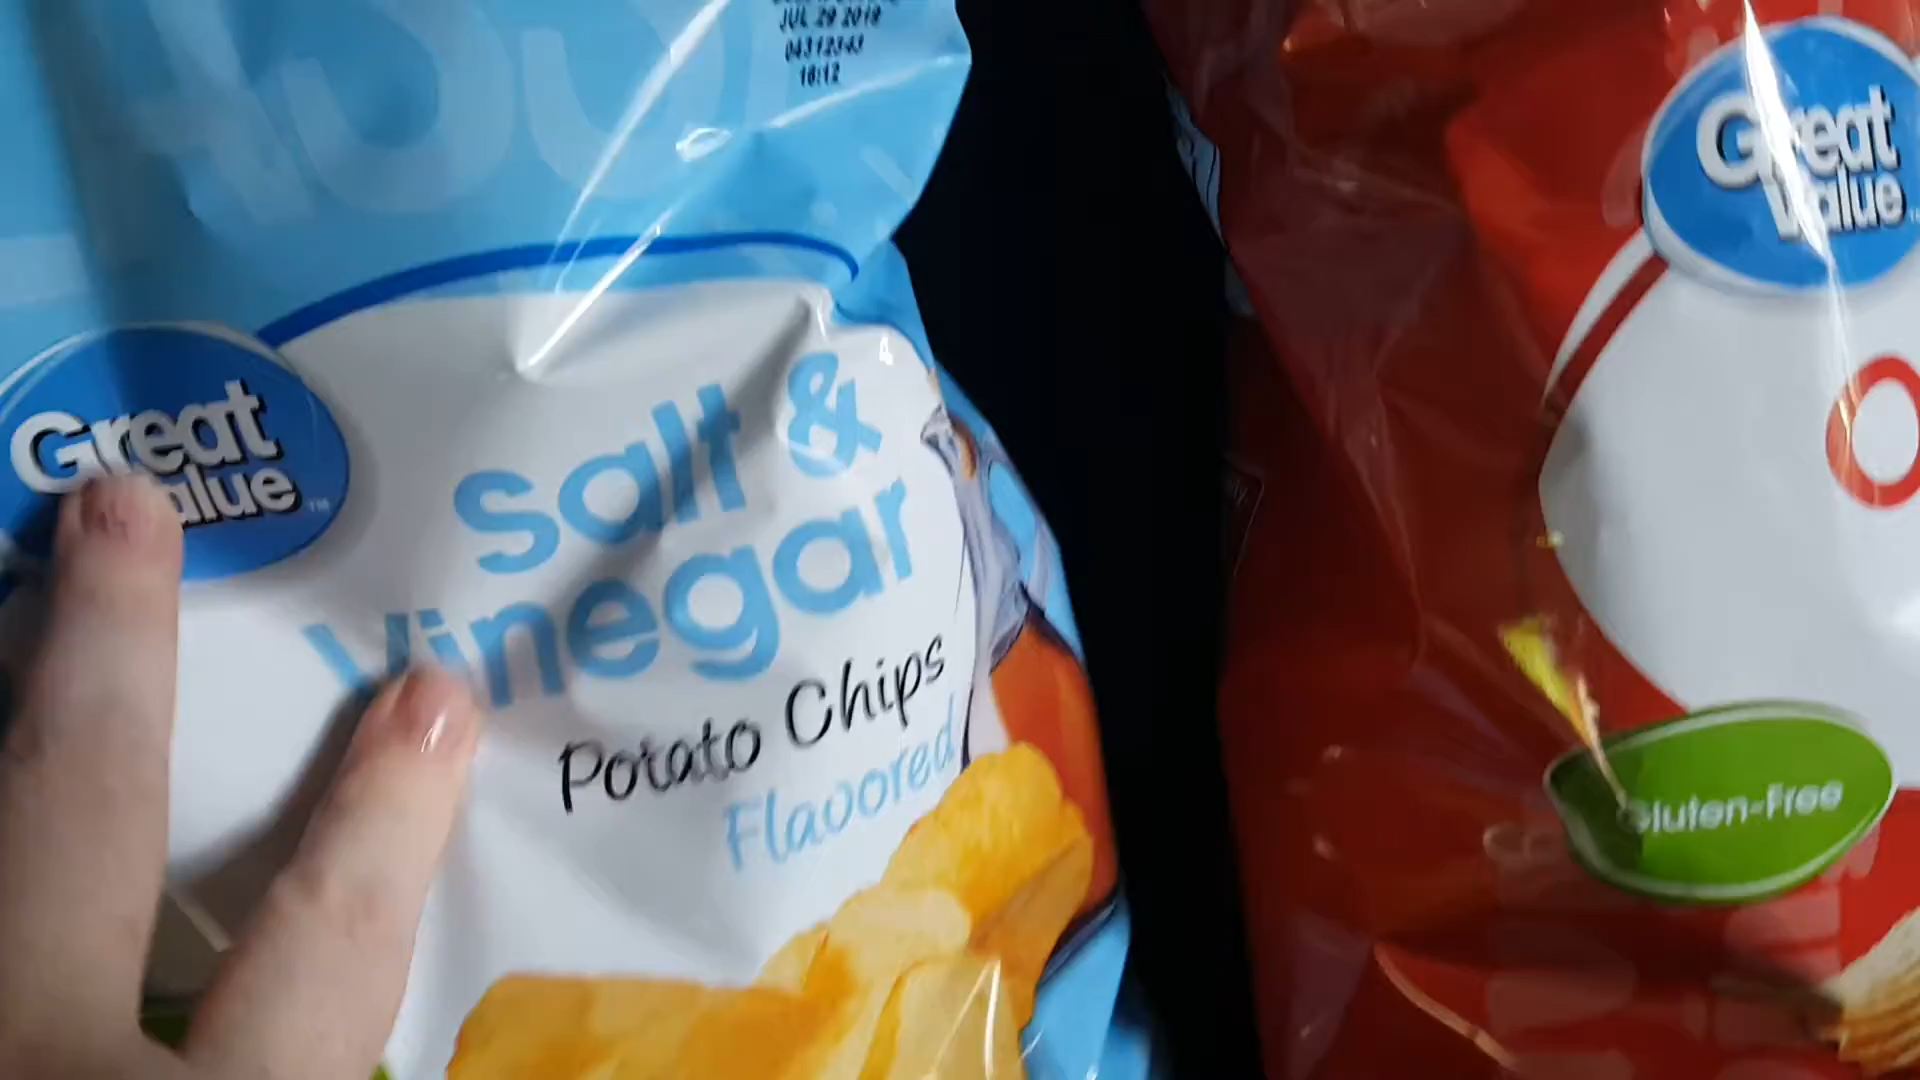 JUL 29 2019
04312343
16:12
Great
Value
Salt &
Vinegar
Potato Chips
Flavored
Great
Value
O
Gluten-Free